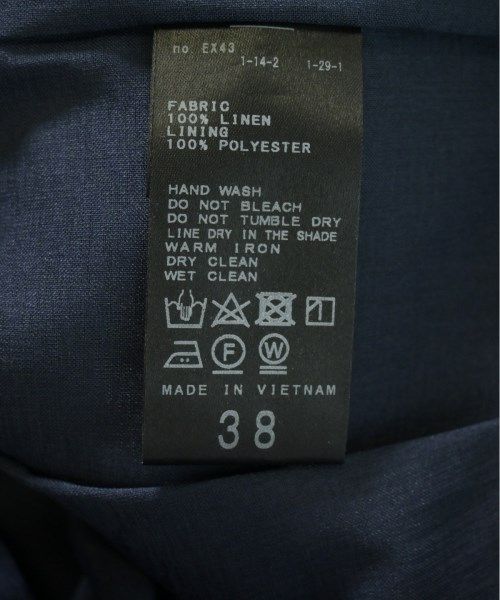 no EX43
1-14-2 1-29-1
FABRIC
100% LINEN
LINING
100% POLYESTER
HAND WASH
DO NOT BLEACH
DO NOT TUMBLE DRY
LINE DRY IN THE SHADE
WARM IRON
DRY CLEAN
WET CLEAN
F W
MADE IN VIETNAM
38